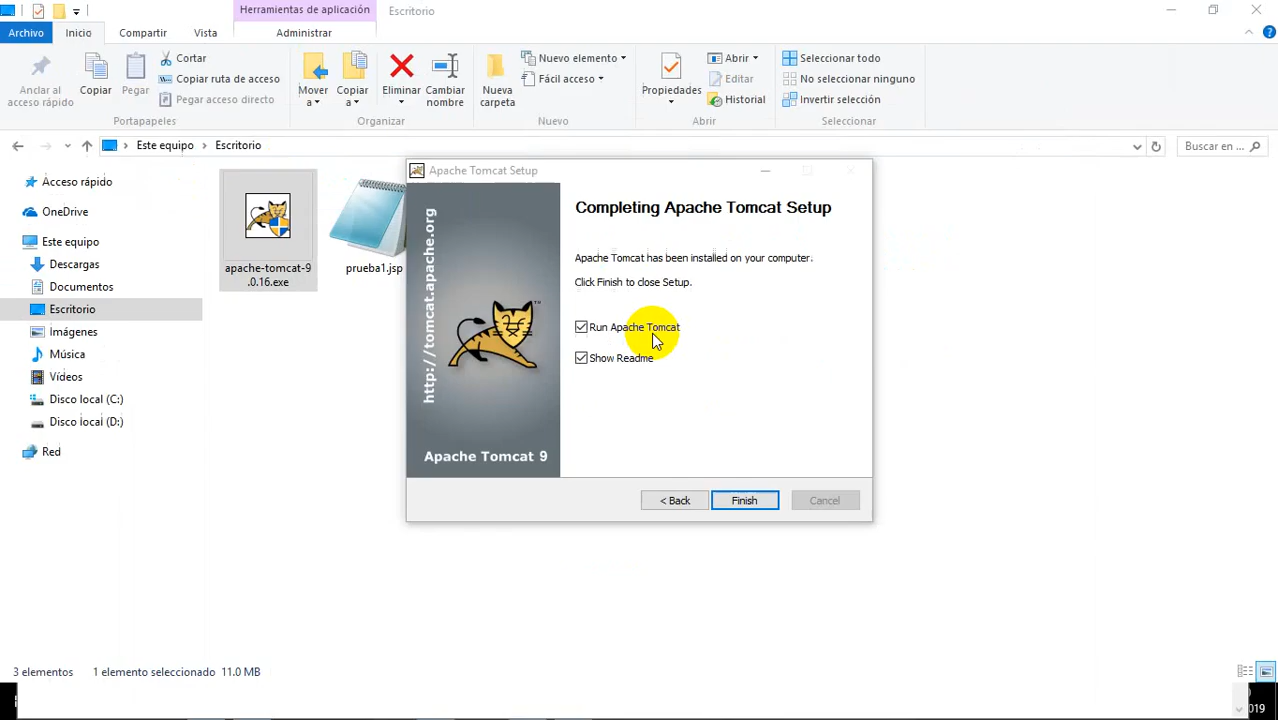 Herramientas de aplicación
Escritorio
Archivo
Inicio
Compartir
Vista
Administrar
Anclar al
acceso rápido
Copiar
Pegar
Cortar
Copiar ruta de acceso
Pegar acceso directo
Portapapeles
Mover
a
Copiar
a
Eliminar
Cambiar
nombre
Organizar
Nueva
carpeta
Nuevo elemento
Fácil acceso
Nuevo
Propiedades
Abrir
Editar
Historial
Abrir
Seleccionar todo
No seleccionar ninguno
Invertir selección
Seleccionar
Este equipo
Escritorio
Buscar en ...
Acceso rápido
OneDrive
Este equipo
Descargas
Documentos
Escritorio
Imágenes
Música
Vídeos
Disco local (C:)
Disco local (D:)
Red
apache-tomcat-9
.0.16.exe
prueba1.jsp
Apache Tomcat Setup
http://tomcat.apache.org
TM
Apache Tomcat 9
Completing Apache Tomcat Setup
Apache Tomcat has been installed on your computer.
Click Finish to close Setup.
Run Apache Tomcat
Show Readme
< Back
Finish
Cancel
3 elementos
1 elemento seleccionado 11.0 MB
2019